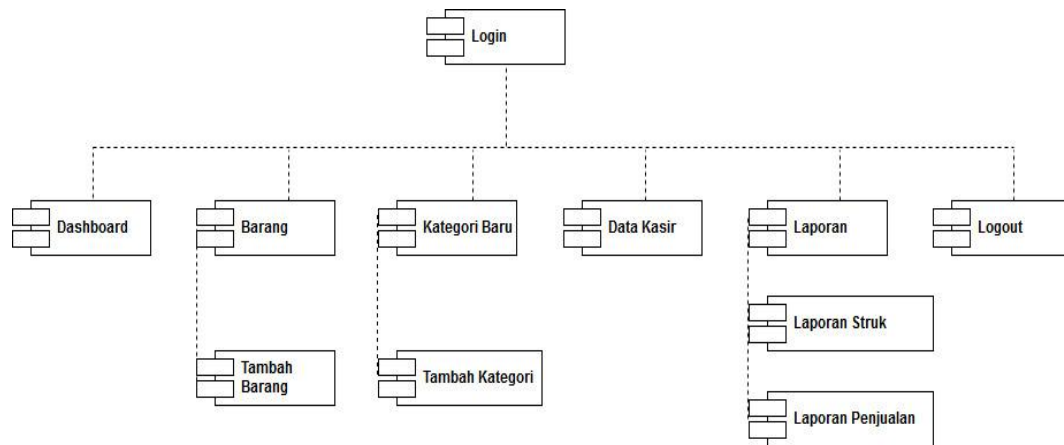 Login
Dashboard
Barang
Kategori Baru
Data Kasir
Laporan
Logout
Laporan Struk
Tambah
Barang
Tambah Kategori
Laporan Penjualan